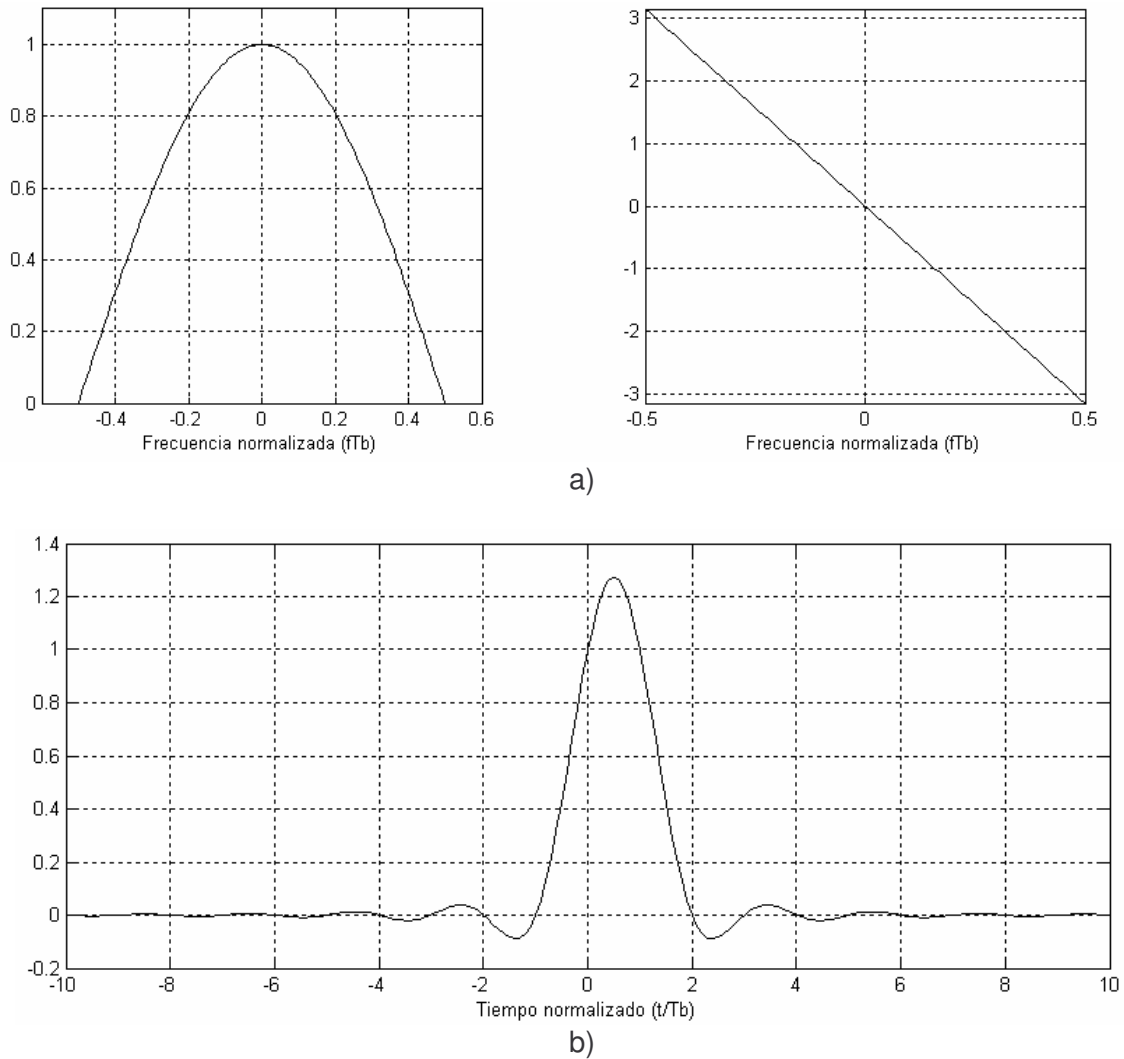 1
0.8
0.6
0.4
0.2
0
-0.4 -0.2 0 0.2 0.4 0.6
Frecuencia normalizada (fTb)
3
2
1
0
-1
-2
-3
-0.5 0 0.5
Frecuencia normalizada (fTb)
a)
1.4
1.2
1
0.8
0.6
0.4
0.2
0
-0.2
-10 -8 -6 -4 -2 0 2 4 6 8 10
Tiempo normalizado (t/Tb)
b)